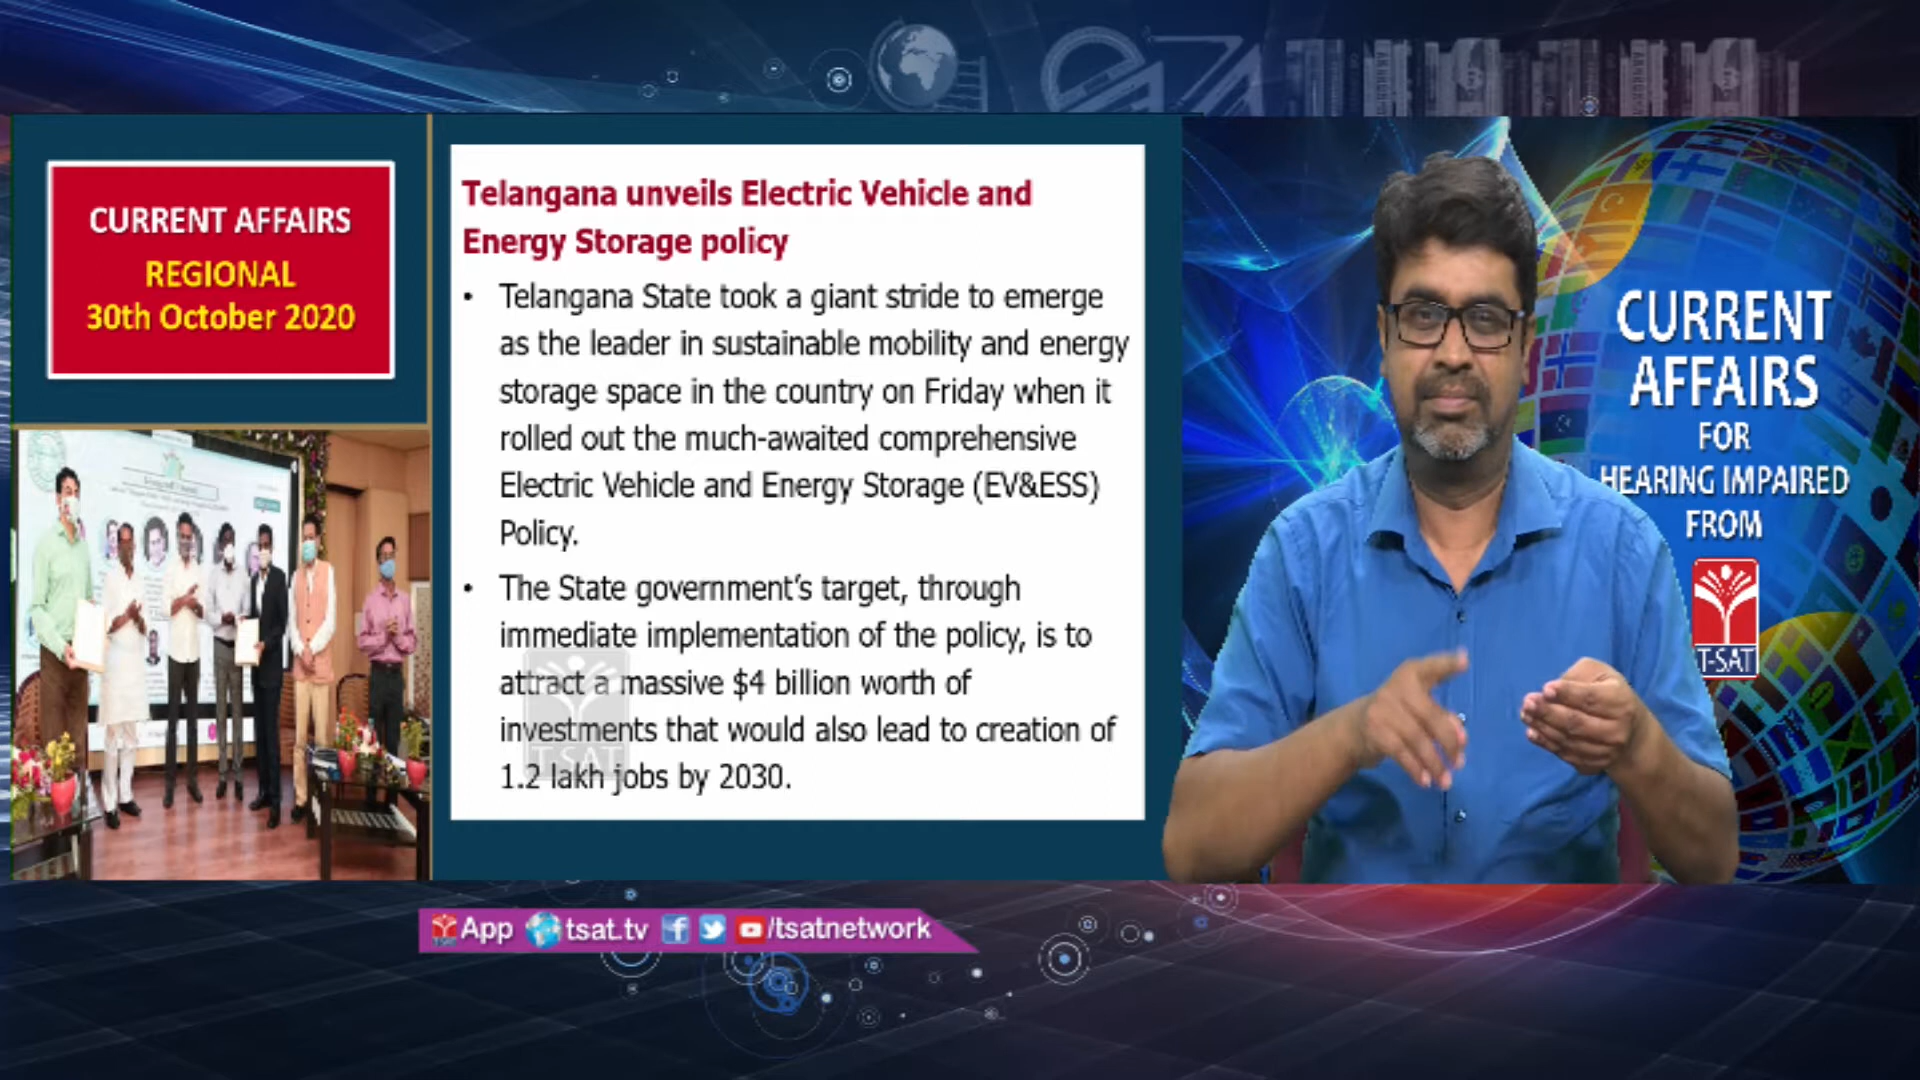 CURRENT AFFAIRS
REGIONAL
30th October 2020
Telangana unveils Electric Vehicle and
Energy Storage policy
• Telangana State took a giant stride to emerge
as the leader in sustainable mobility and energy
storage space in the country on Friday when it
rolled out the much-awaited comprehensive
Electric Vehicle and Energy Storage (EV&ESS)
Policy.
• The State government's target, through
immediate implementation of the policy, is to
attract a massive $4 billion worth of
investments that would also lead to creation of
1.2 lakh jobs by 2030.
T-SAT
CURRENT
AFFAIRS
FOR
HEARING IMPAIRED
FROM
T-SAT
App tsat.tv /tsatnetwork